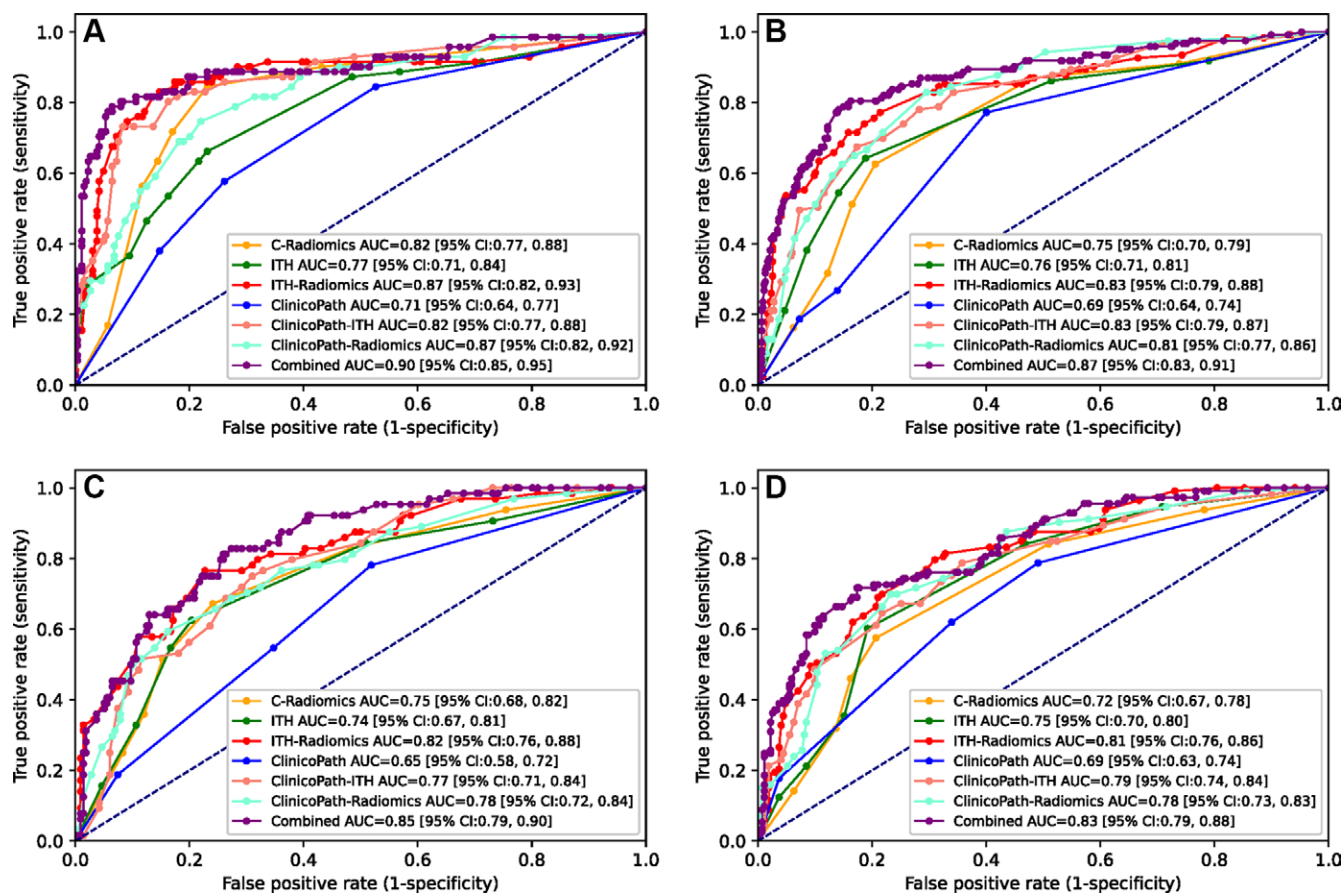 A
True positive rate (sensitivity)
1.0
0.8
0.6
0.4
0.2
0.0
C-Radiomics AUC=0.82 [95% CI:0.77, 0.88]
ITH AUC=0.77 [95% CI:0.71, 0.84]
ITH-Radiomics AUC=0.87 [95% CI:0.82, 0.93]
ClinicoPath AUC=0.71 [95% CI:0.64, 0.77]
ClinicoPath-ITH AUC=0.82 [95% CI:0.77, 0.88]
ClinicoPath-Radiomics AUC=0.87 [95% CI:0.82, 0.92]
Combined AUC=0.90 [95% CI:0.85, 0.95]
0.0 0.2 0.4 0.6 0.8 1.0
False positive rate (1-specificity)
B
True positive rate (sensitivity)
1.0
0.8
0.6
0.4
0.2
0.0
C-Radiomics AUC=0.75 [95% CI:0.70, 0.79]
ITH AUC=0.76 [95% CI:0.71, 0.81]
ITH-Radiomics AUC=0.83 [95% CI:0.79, 0.88]
ClinicoPath AUC=0.69 [95% CI:0.64, 0.74]
ClinicoPath-ITH AUC=0.83 [95% CI:0.79, 0.87]
ClinicoPath-Radiomics AUC=0.81 [95% CI:0.77, 0.86]
Combined AUC=0.87 [95% CI:0.83, 0.91]
0.0 0.2 0.4 0.6 0.8 1.0
False positive rate (1-specificity)
C
True positive rate (sensitivity)
1.0
0.8
0.6
0.4
0.2
0.0
C-Radiomics AUC=0.75 [95% CI:0.68, 0.82]
ITH AUC=0.74 [95% CI:0.67, 0.81]
ITH-Radiomics AUC=0.82 [95% CI:0.76, 0.88]
ClinicoPath AUC=0.65 [95% CI:0.58, 0.72]
ClinicoPath-ITH AUC=0.77 [95% CI:0.71, 0.84]
ClinicoPath-Radiomics AUC=0.78 [95% CI:0.72, 0.84]
Combined AUC=0.85 [95% CI:0.79, 0.90]
0.0 0.2 0.4 0.6 0.8 1.0
False positive rate (1-specificity)
D
True positive rate (sensitivity)
1.0
0.8
0.6
0.4
0.2
0.0
C-Radiomics AUC=0.72 [95% CI:0.67, 0.78]
ITH AUC=0.75 [95% CI:0.70, 0.80]
ITH-Radiomics AUC=0.81 [95% CI:0.76, 0.86]
ClinicoPath AUC=0.69 [95% CI:0.63, 0.74]
ClinicoPath-ITH AUC=0.79 [95% CI:0.74, 0.84]
ClinicoPath-Radiomics AUC=0.78 [95% CI:0.73, 0.83]
Combined AUC=0.83 [95% CI:0.79, 0.88]
0.0 0.2 0.4 0.6 0.8 1.0
False positive rate (1-specificity)